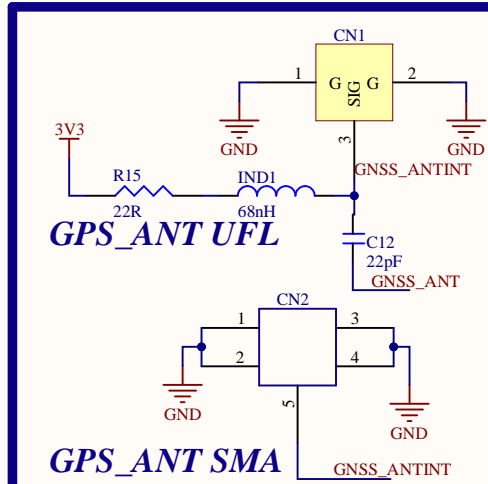 CN1
1
G
SIG
G
2
GND
3
GND
3V3
GNSS_ANTINT
R15
IND1
22R
68nH
GPS_ANT UFL
C12
22pF
GNSS_ANT
CN2
1
3
2
4
GND
5
GND
GPS_ANT SMA
GNSS_ANTINT